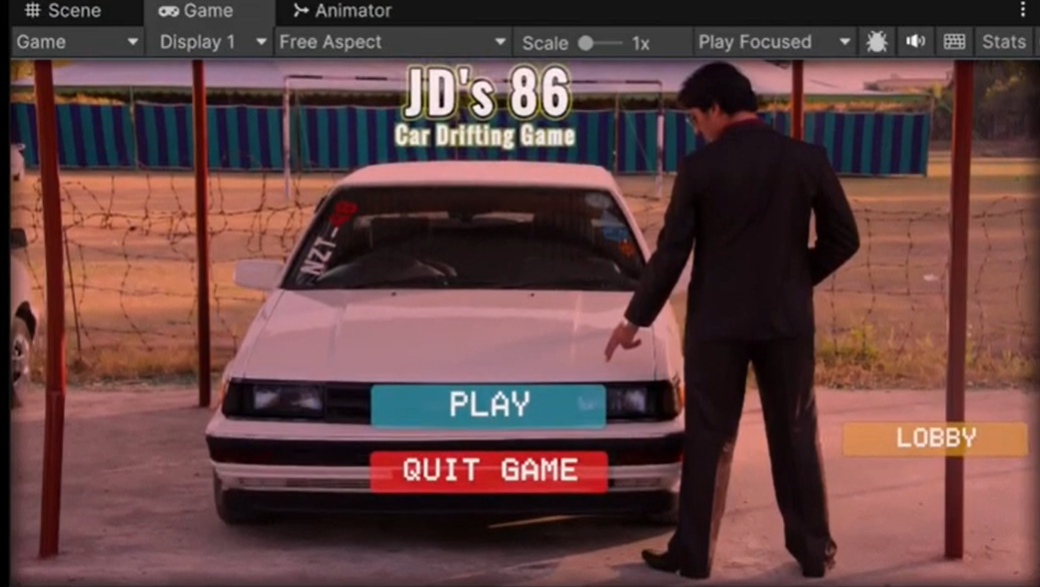 Scene Game Animator
Game Display 1 Free Aspect Scale 1x Play Focused Stats
JD's 86
Car Drifting Game
NZT-
PLAY
LOBBY
QUIT GAME